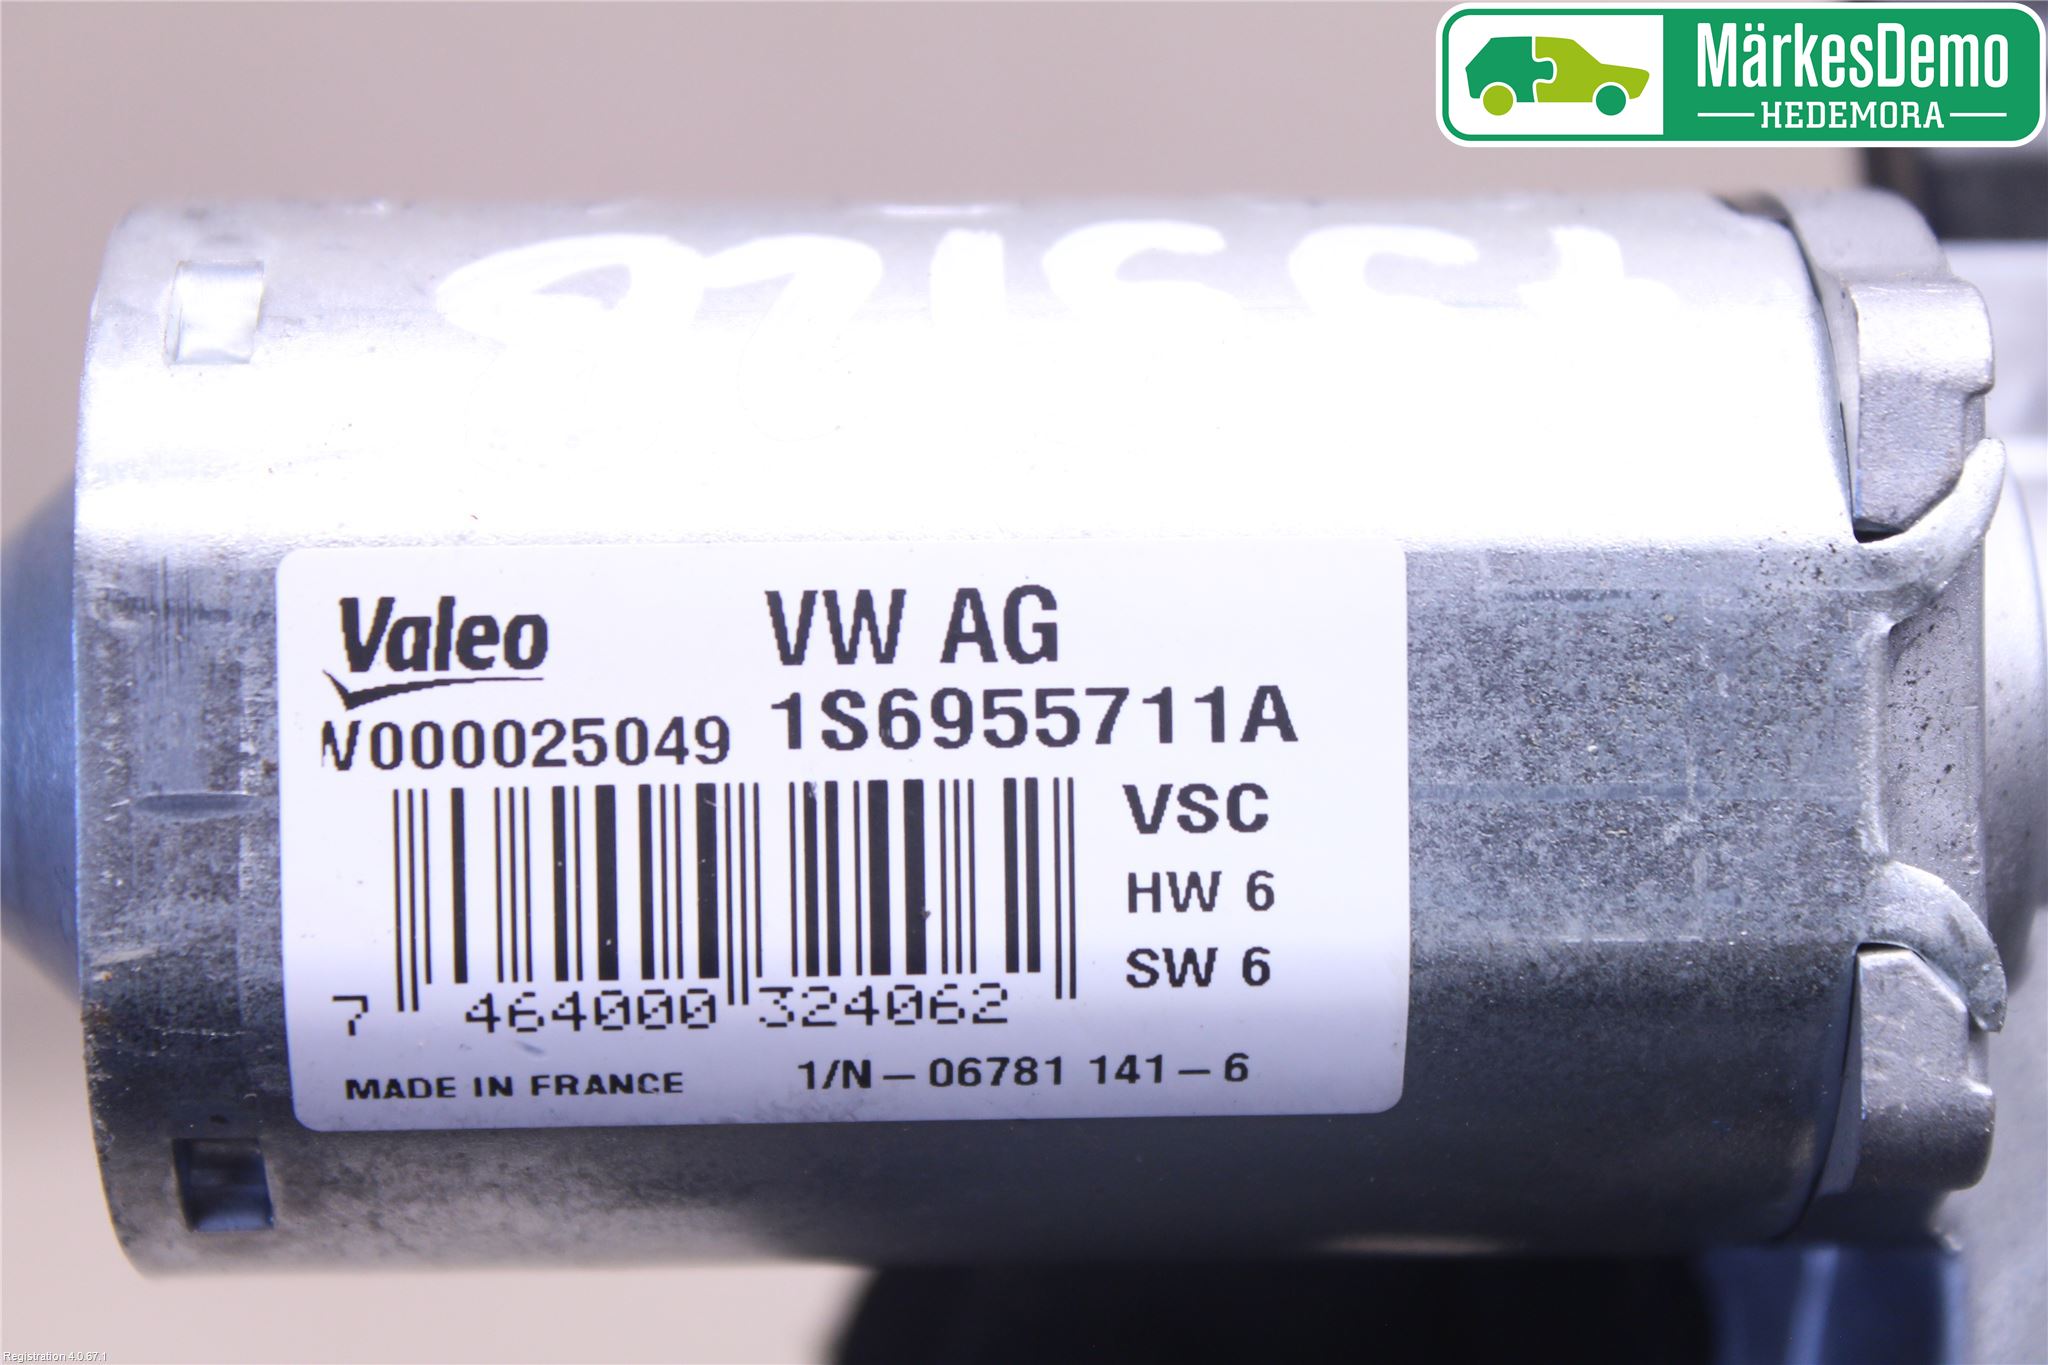 MärkesDemo
HEDEMORA
Valeo VW AG
W000025049 1S6955711A
VSC
HW 6
SW 6
7 464000 324062
MADE IN FRANCE 1/N-06781 141-6
Registration 4.0.67.1